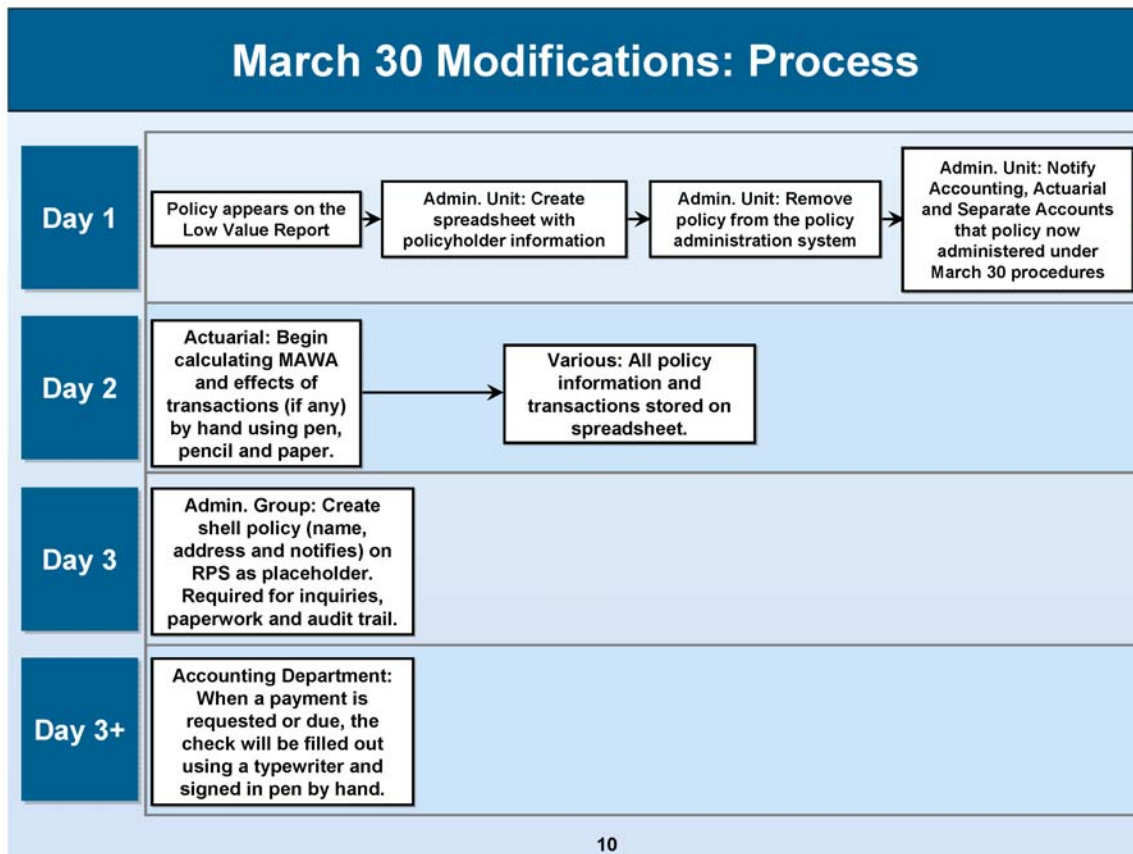 March 30 Modifications: Process
Day 1
Policy appears on the
Low Value Report
Admin. Unit: Create
spreadsheet with
policyholder information
Admin. Unit: Remove
policy from the policy
administration system
Admin. Unit: Notify
Accounting, Actuarial
and Separate Accounts
that policy now
administered under
March 30 procedures
Day 2
Actuarial: Begin
calculating MAWA
and effects of
transactions (if any)
by hand using pen,
pencil and paper.
Various: All policy
information and
transactions stored on
spreadsheet.
Day 3
Admin. Group: Create
shell policy (name,
address and notifies) on
RPS as placeholder.
Required for inquiries,
paperwork and audit trail.
Day 3+
Accounting Department:
When a payment is
requested or due, the
check will be filled out
using a typewriter and
signed in pen by hand.
10